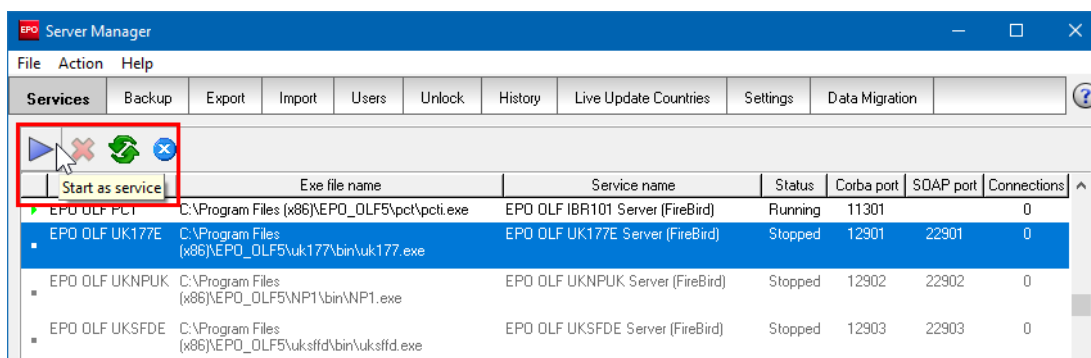 EPO Server Manager
File Action Help
Services Backup Export Import Users Unlock History Live Update Countries Settings Data Migration
Start as service
Exe file name Service name Status Corba port SOAP port Connections
EPO OLF PCT C:\Program Files (x86)\EPO_OLF5\pct\pcti.exe EPO OLF IBR101 Server (FireBird) Running 11301 0
EPO OLF UK177E C:\Program Files EPO OLF UK177E Server (FireBird) Stopped 12901 22901 0
(x86)\EPO_OLF5\uk177\bin\uk177.exe
EPO OLF UKNPUK C:\Program Files EPO OLF UKNPUK Server (FireBird) Stopped 12902 22902 0
(x86)\EPO_OLF5\NP1\bin\NP1.exe
EPO OLF UKSFDE C:\Program Files EPO OLF UKSFDE Server (FireBird) Stopped 12903 22903 0
(x86)\EPO_OLF5\uksffd\bin\uksffd.exe